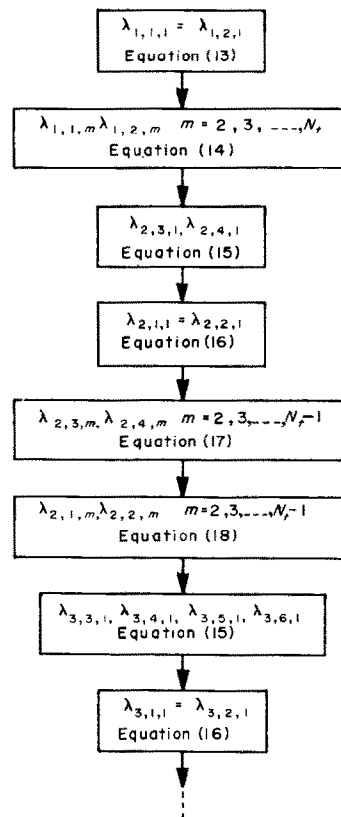 λ1,1,1 = λ1,2,1
Equation (13)
λ1,1,m λ1,2,m m = 2, 3, ----, Nr
Equation (14)
λ2,3,1, λ2,4,1
Equation (15)
λ2,1,1 = λ2,2,1
Equation (16)
λ2,3,m, λ2,4,m m = 2, 3, ----, Nr-1
Equation (17)
λ2,1,m, λ2,2,m m = 2, 3, ----, Nr-1
Equation (18)
λ3,3,1, λ3,4,1, λ3,5,1, λ3,6,1
Equation (15)
λ3,1,1 = λ3,2,1
Equation (16)